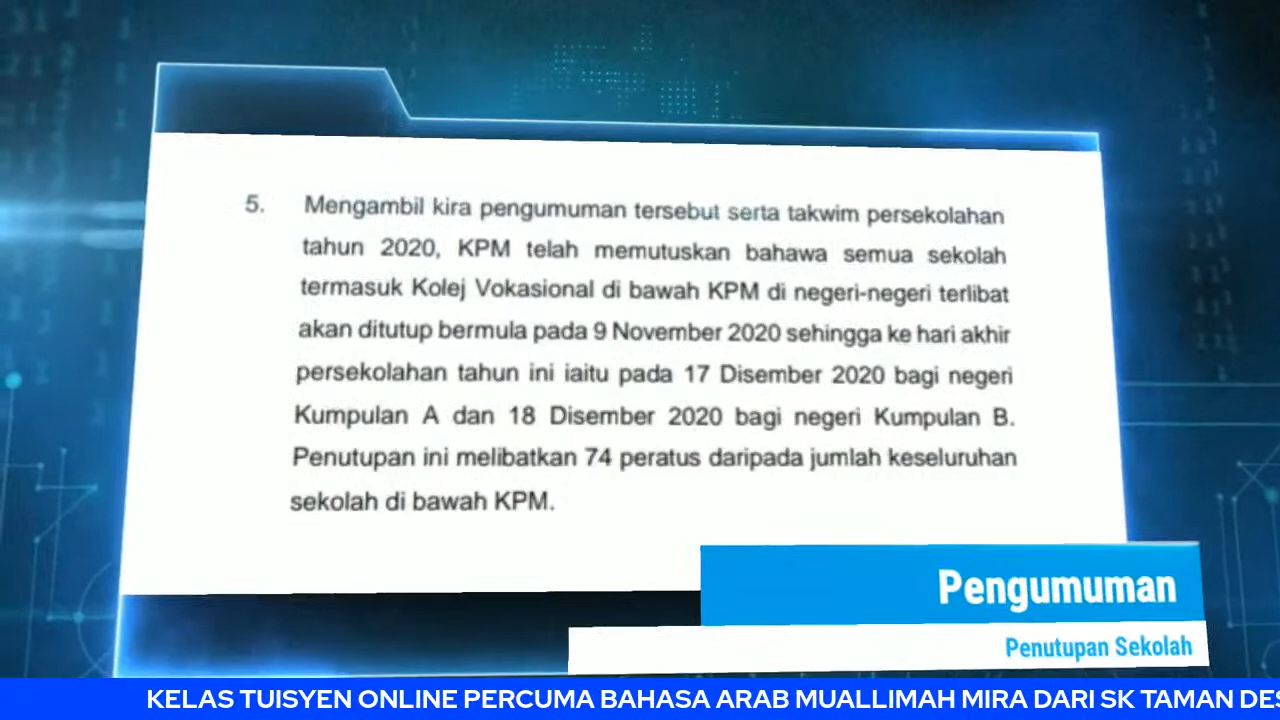 5. Mengambil kira pengumuman tersebut serta takwim persekolahan
tahun 2020, KPM telah memutuskan bahawa semua sekolah
termasuk Kolej Vokasional di bawah KPM di negeri-negeri terlibat
akan ditutup bermula pada 9 November 2020 sehingga ke hari akhir
persekolahan tahun ini iaitu pada 17 Disember 2020 bagi negeri
Kumpulan A dan 18 Disember 2020 bagi negeri Kumpulan B.
Penutupan ini melibatkan 74 peratus daripada jumlah keseluruhan
sekolah di bawah KPM.
Pengumuman
Penutupan Sekolah
KELAS TUISYEN ONLINE PERCUMA BAHASA ARAB MUALLIMAH MIRA DARI SK TAMAN